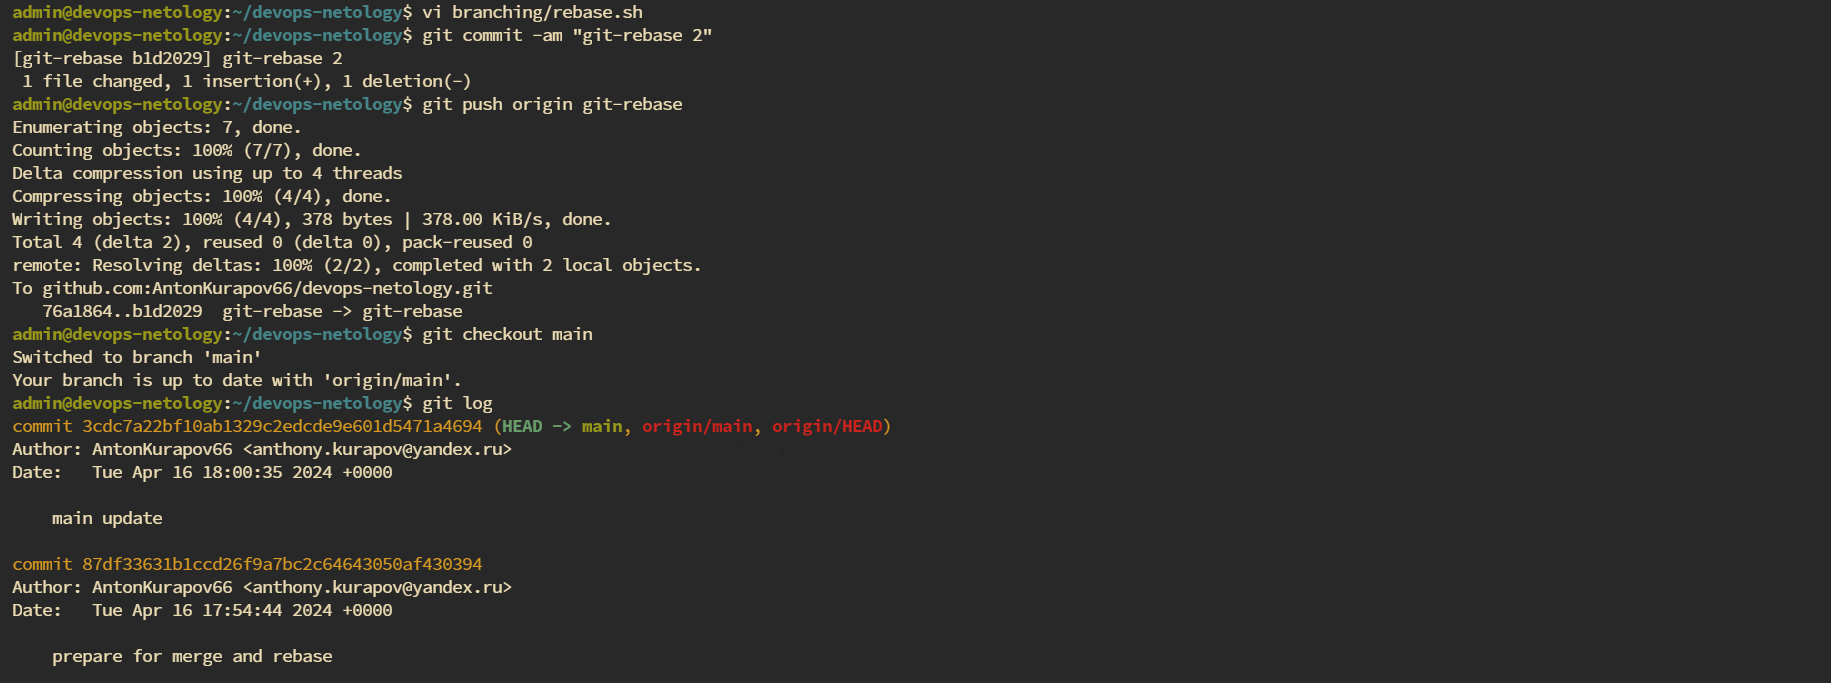 admin@devops-netology:~/devops-netology$ vi branching/rebase.sh
admin@devops-netology:~/devops-netology$ git commit -am "git-rebase 2"
[git-rebase b1d2029] git-rebase 2
 1 file changed, 1 insertion(+), 1 deletion(-)
admin@devops-netology:~/devops-netology$ git push origin git-rebase
Enumerating objects: 7, done.
Counting objects: 100% (7/7), done.
Delta compression using up to 4 threads
Compressing objects: 100% (4/4), done.
Writing objects: 100% (4/4), 378 bytes | 378.00 KiB/s, done.
Total 4 (delta 2), reused 0 (delta 0), pack-reused 0
remote: Resolving deltas: 100% (2/2), completed with 2 local objects.
To github.com:AntonKurapov66/devops-netology.git
   76a1864..b1d2029  git-rebase -> git-rebase
admin@devops-netology:~/devops-netology$ git checkout main
Switched to branch 'main'
Your branch is up to date with 'origin/main'.
admin@devops-netology:~/devops-netology$ git log
commit 3cdc7a22bf10ab1329c2edcde9e601d5471a4694 (HEAD -> main, origin/main, origin/HEAD)
Author: AntonKurapov66 <anthony.kurapov@yandex.ru>
Date:   Tue Apr 16 18:00:35 2024 +0000
    main update
commit 87df33631b1ccd26f9a7bc2c64643050af430394
Author: AntonKurapov66 <anthony.kurapov@yandex.ru>
Date:   Tue Apr 16 17:54:44 2024 +0000
    prepare for merge and rebase